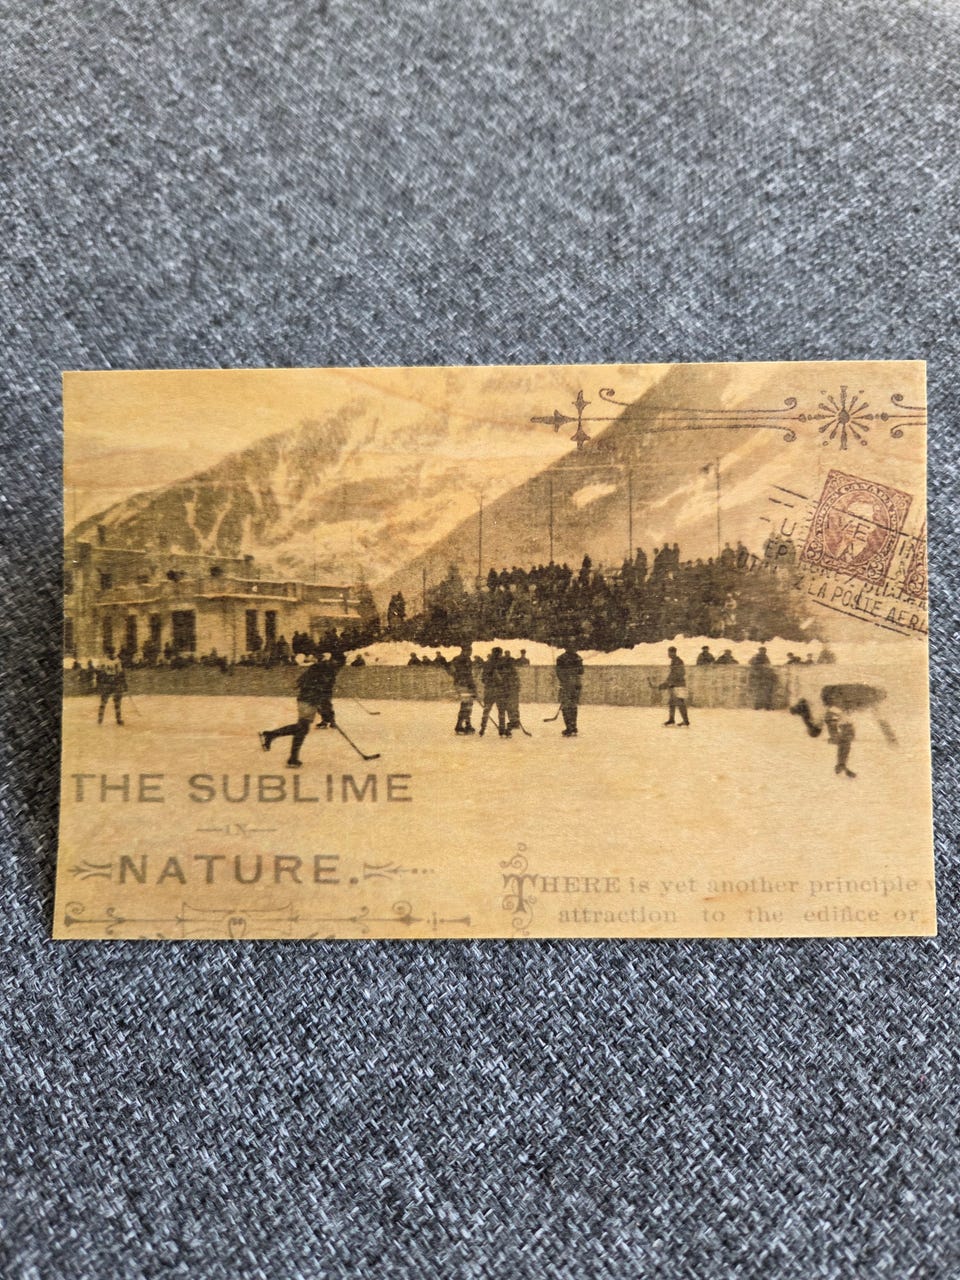 LA POSTE AERI
THE SUBLIME
—IN—
NATURE.
THERE is yet another principle
attraction to the edifice or